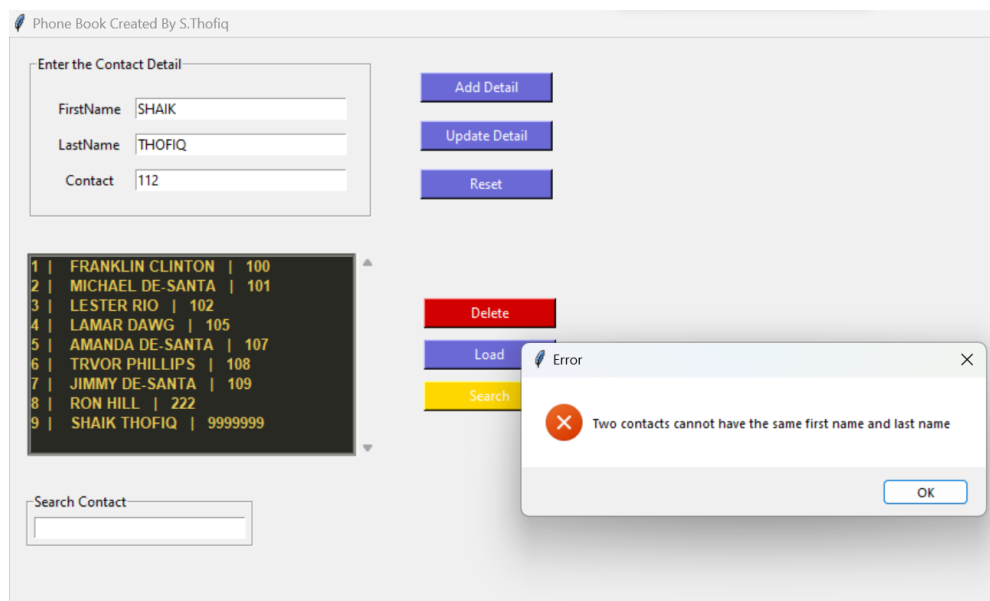 Phone Book Created By S.Thofiq
Enter the Contact Detail
FirstName SHAIK
LastName THOFIQ
Contact 112
Add Detail
Update Detail
Reset
1 | FRANKLIN CLINTON | 100
2 | MICHAEL DE-SANTA | 101
3 | LESTER RIO | 102
4 | LAMAR DAWG | 105
5 | AMANDA DE-SANTA | 107
6 | TRVOR PHILLIPS | 108
7 | JIMMY DE-SANTA | 109
8 | RON HILL | 222
9 | SHAIK THOFIQ | 9999999
Delete
Load
Search
Error
Two contacts cannot have the same first name and last name
OK
Search Contact